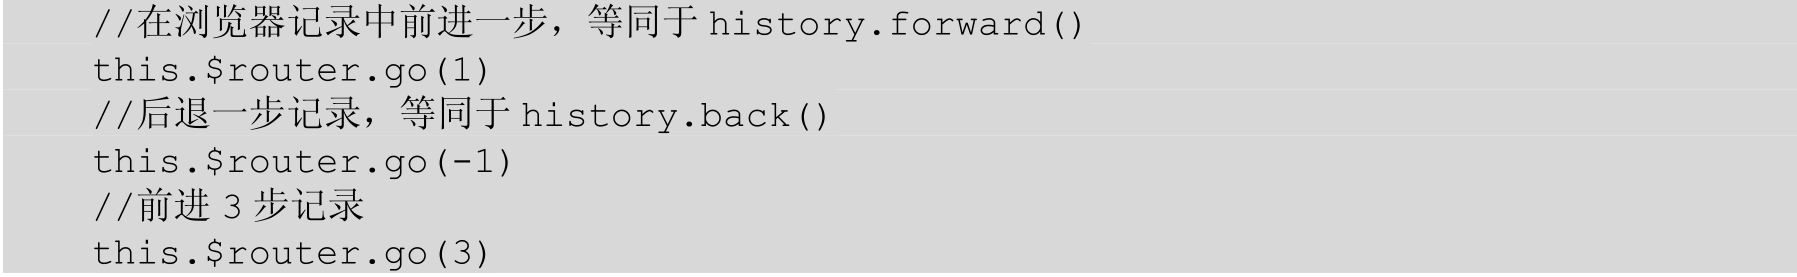 //在浏览器记录中前进一步，等同于 history.forward()
this.$router.go(1)
//后退一步记录，等同于 history.back()
this.$router.go(-1)
//前进 3 步记录
this.$router.go(3)